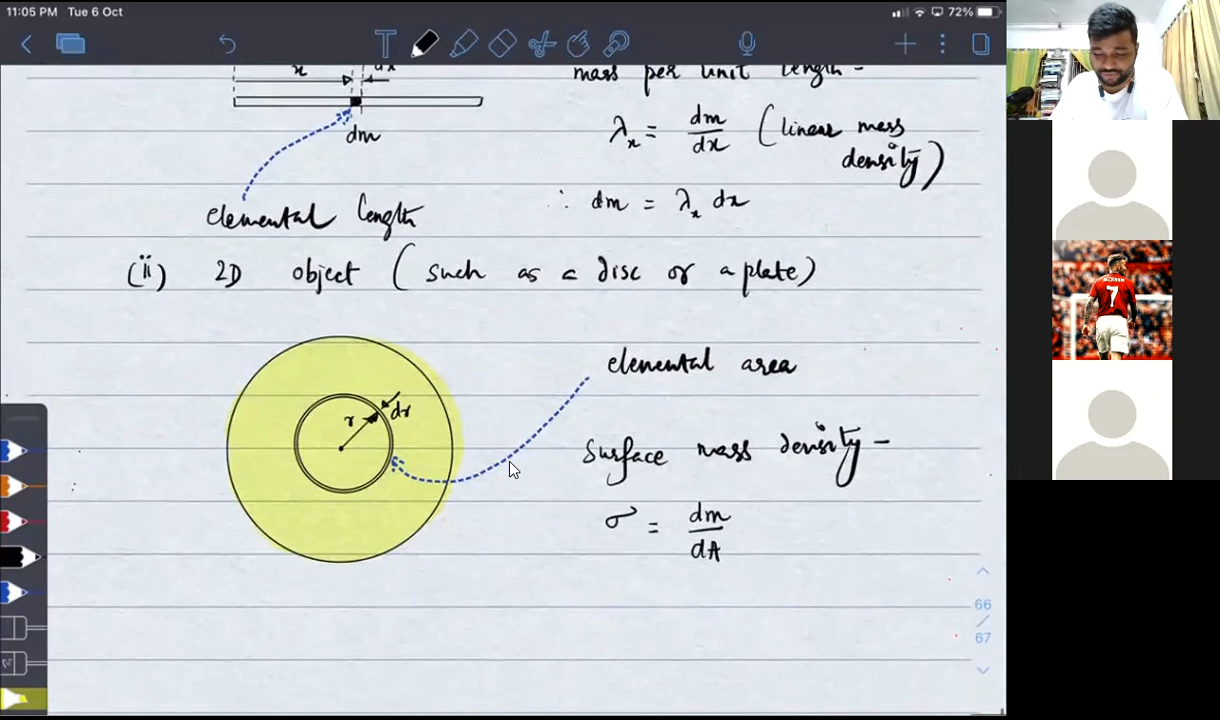 11:05 PM Tue 6 Oct
72%
T
x dx
mass per unit length -
dm
λx = dm/dx (linear mass density)
∴ dm = λx dx
elemental length
(ii) 2D object (such as a disc or a plate)
elemental area
r dr
Surface mass density -
σ = dm/dA
66
/
67
7